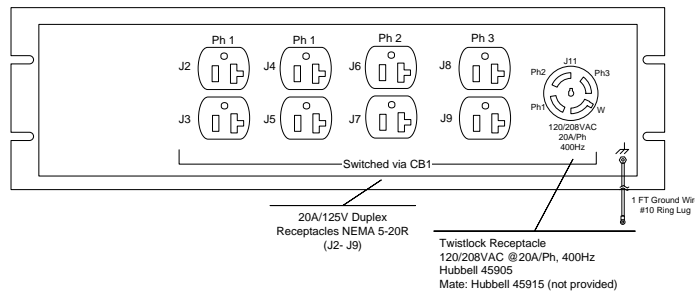 Ph 1 Ph 1 Ph 2 Ph 3
J11
J2 J4 J6 J8
Ph2 Ph3
Ph1 W
J3 J5 J7 J9
120/208VAC
20A/Ph
400Hz
Switched via CB1
1 FT Ground Wir
#10 Ring Lug
20A/125V Duplex
Receptacles NEMA 5-20R
(J2- J9)
Twistlock Receptacle
120/208VAC @20A/Ph, 400Hz
Hubbell 45905
Mate: Hubbell 45915 (not provided)